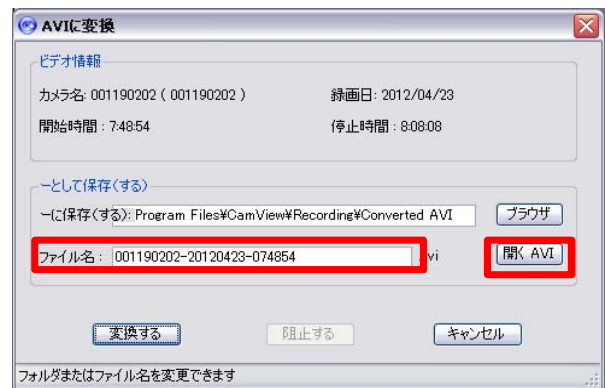 AVIに変換
ビデオ情報
カメラ名: 001190202 ( 001190202 )
録画日: 2012/04/23
開始時間 : 7:48:54
停止時間 : 8:08:08
ーとして保存(する)
ーに保存(する): Program Files¥CamView¥Recording¥Converted AVI
ブラウザ
ファイル名 : 001190202-20120423-074854 .vi
開く AVI
変換する
阻止する
キャンセル
フォルダまたはファイル名を変更できます